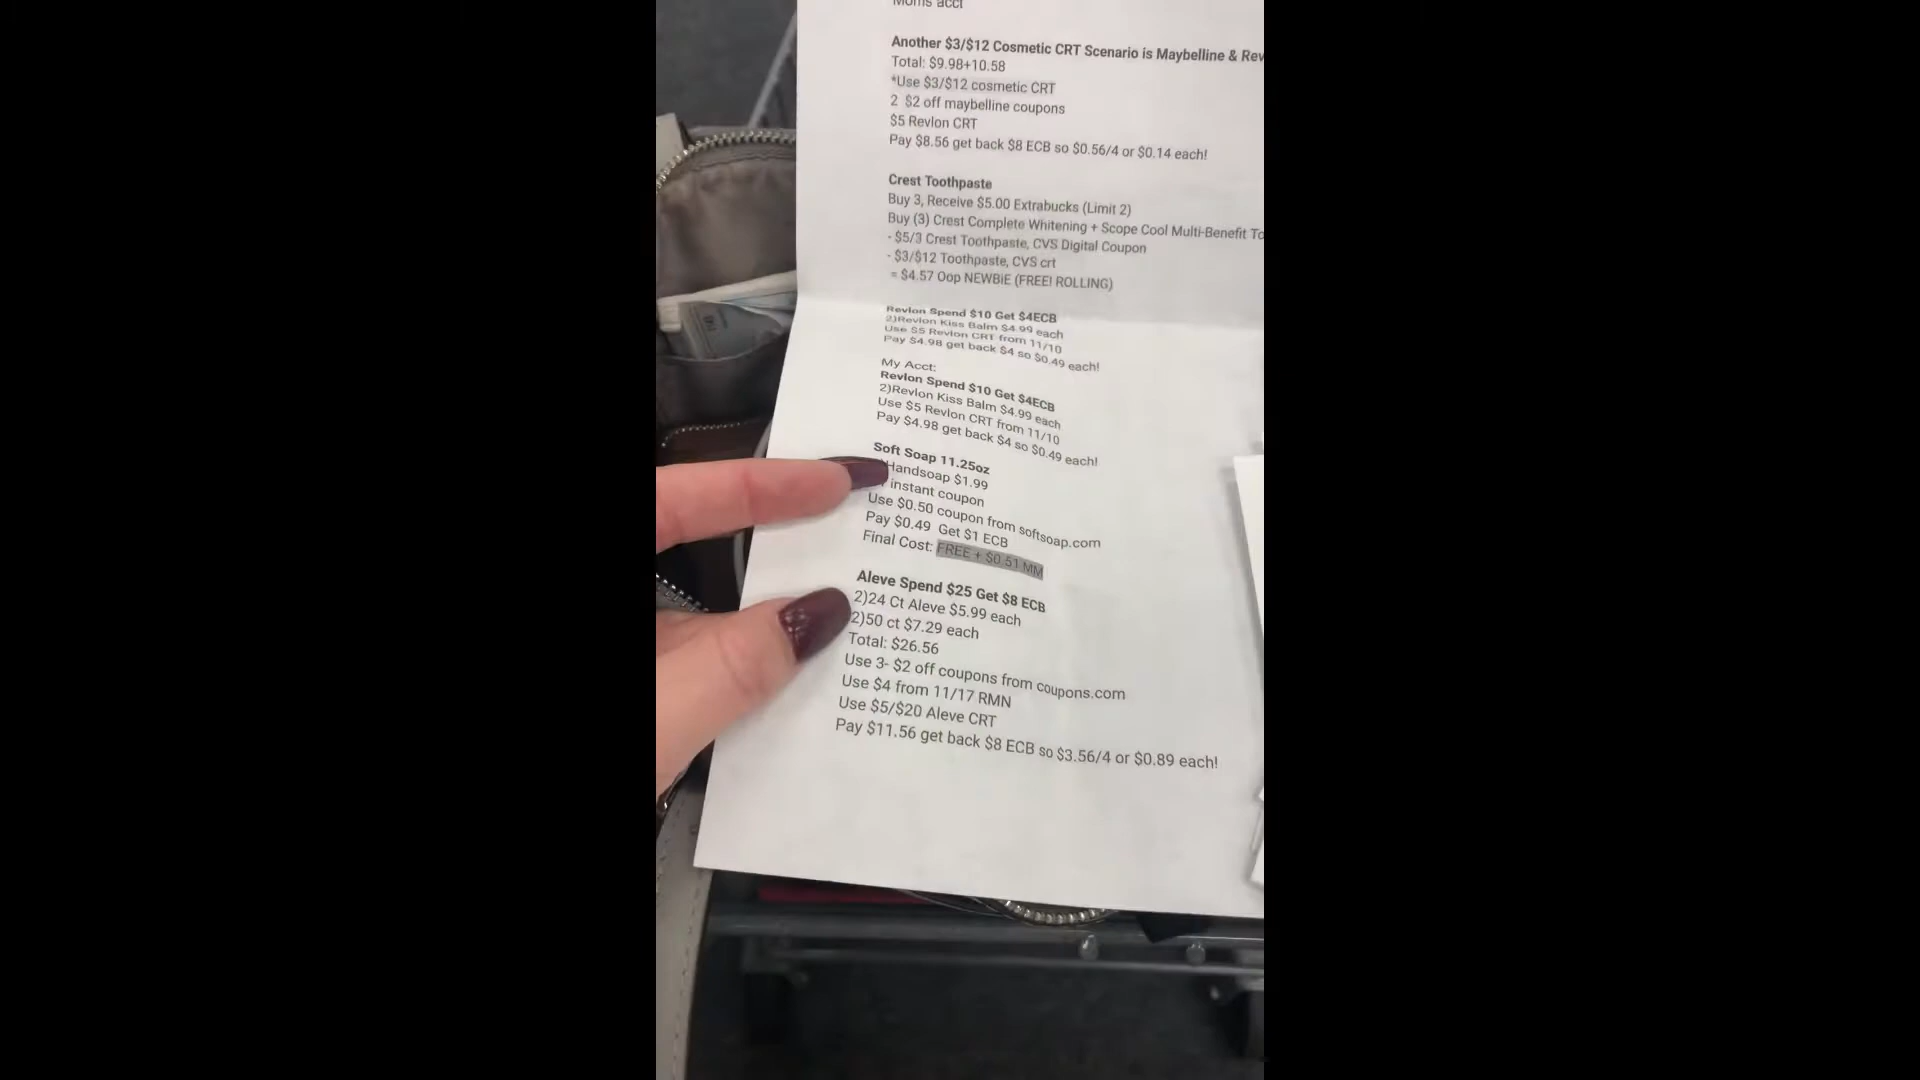 Moms acct
Another $3/$12 Cosmetic CRT Scenario is Maybelline & Rev
Total: $9.98+10.58
*Use $3/$12 cosmetic CRT
2 $2 off maybelline coupons
$5 Revlon CRT
Pay $8.56 get back $8 ECB so $0.56/4 or $0.14 each!
Crest Toothpaste
Buy 3, Receive $5.00 Extrabucks (Limit 2)
Buy (3) Crest Complete Whitening + Scope Cool Multi-Benefit To
- $5/3 Crest Toothpaste, CVS Digital Coupon
- $3/$12 Toothpaste, CVS crt
= $4.57 Oop NEWBiE (FREE! ROLLING)
Revlon Spend $10 Get $4ECB
2)Revlon Kiss Balm $4.99 each
Use $5 Revlon CRT from 11/10
Pay $4.98 get back $4 so $0.49 each!
My Acct:
Revlon Spend $10 Get $4ECB
2)Revlon Kiss Balm $4.99 each
Use $5 Revlon CRT from 11/10
Pay $4.98 get back $4 so $0.49 each!
Soft Soap 11.25oz
Handsoap $1.99
instant coupon
Use $0.50 coupon from softsoap.com
Pay $0.49 Get $1 ECB
Final Cost: FREE + $0.51 MM
Aleve Spend $25 Get $8 ECB
2)24 Ct Aleve $5.99 each
2)50 ct $7.29 each
Total: $26.56
Use 3- $2 off coupons from coupons.com
Use $4 from 11/17 RMN
Use $5/$20 Aleve CRT
Pay $11.56 get back $8 ECB so $3.56/4 or $0.89 each!